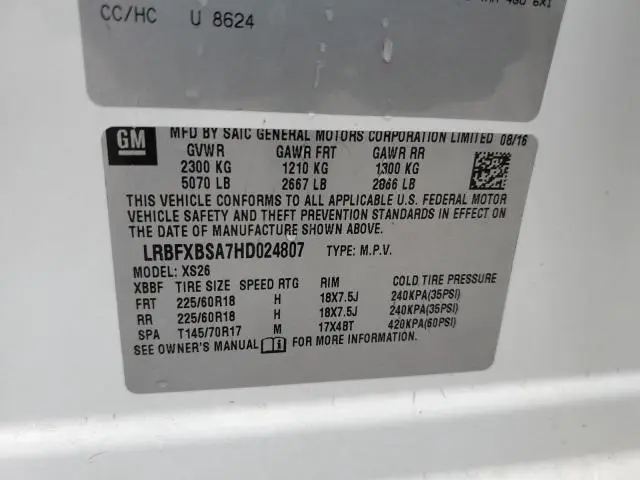 CC/HC U 8624
GM
MFD BY SAIC GENERAL MOTORS CORPORATION LIMITED 08/16
GVWR GAWR FRT GAWR RR
2300 KG 1210 KG 1300 KG
5070 LB 2667 LB 2866 LB
THIS VEHICLE CONFORMS TO ALL APPLICABLE U.S. FEDERAL MOTOR
VEHICLE SAFETY AND THEFT PREVENTION STANDARDS IN EFFECT ON
THE DATE OF MANUFACTURE SHOWN ABOVE.
LRBFXBSA7HD024807 TYPE: M.P.V.
MODEL: XS26
XBBF TIRE SIZE SPEED RTG RIM COLD TIRE PRESSURE
FRT 225/60R18 H 18X7.5J 240KPA(35PSI)
RR 225/60R18 H 18X7.5J 240KPA(35PSI)
SPA T145/70R17 M 17X4BT 420KPA(60PSI)
SEE OWNER'S MANUAL FOR MORE INFORMATION.